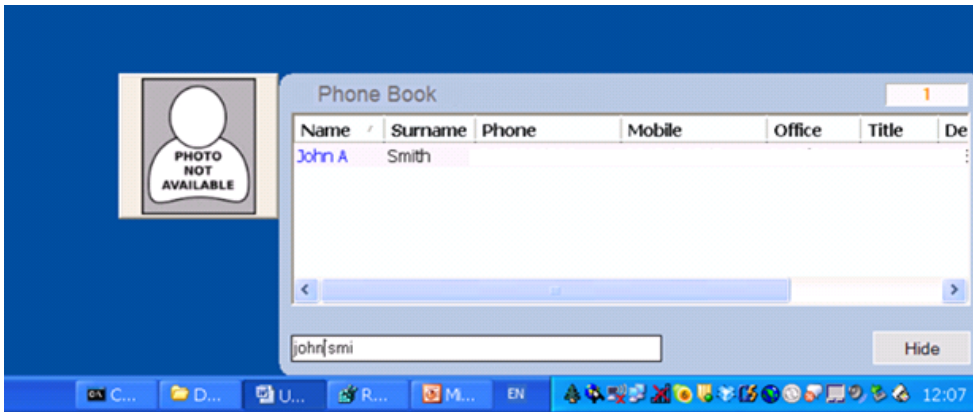 Phone Book
1
Name Surname Phone Mobile Office Title De
PHOTO
NOT
AVAILABLE
John A Smith
john smi
Hide
C... D... U... R... Mi... EN 12:07